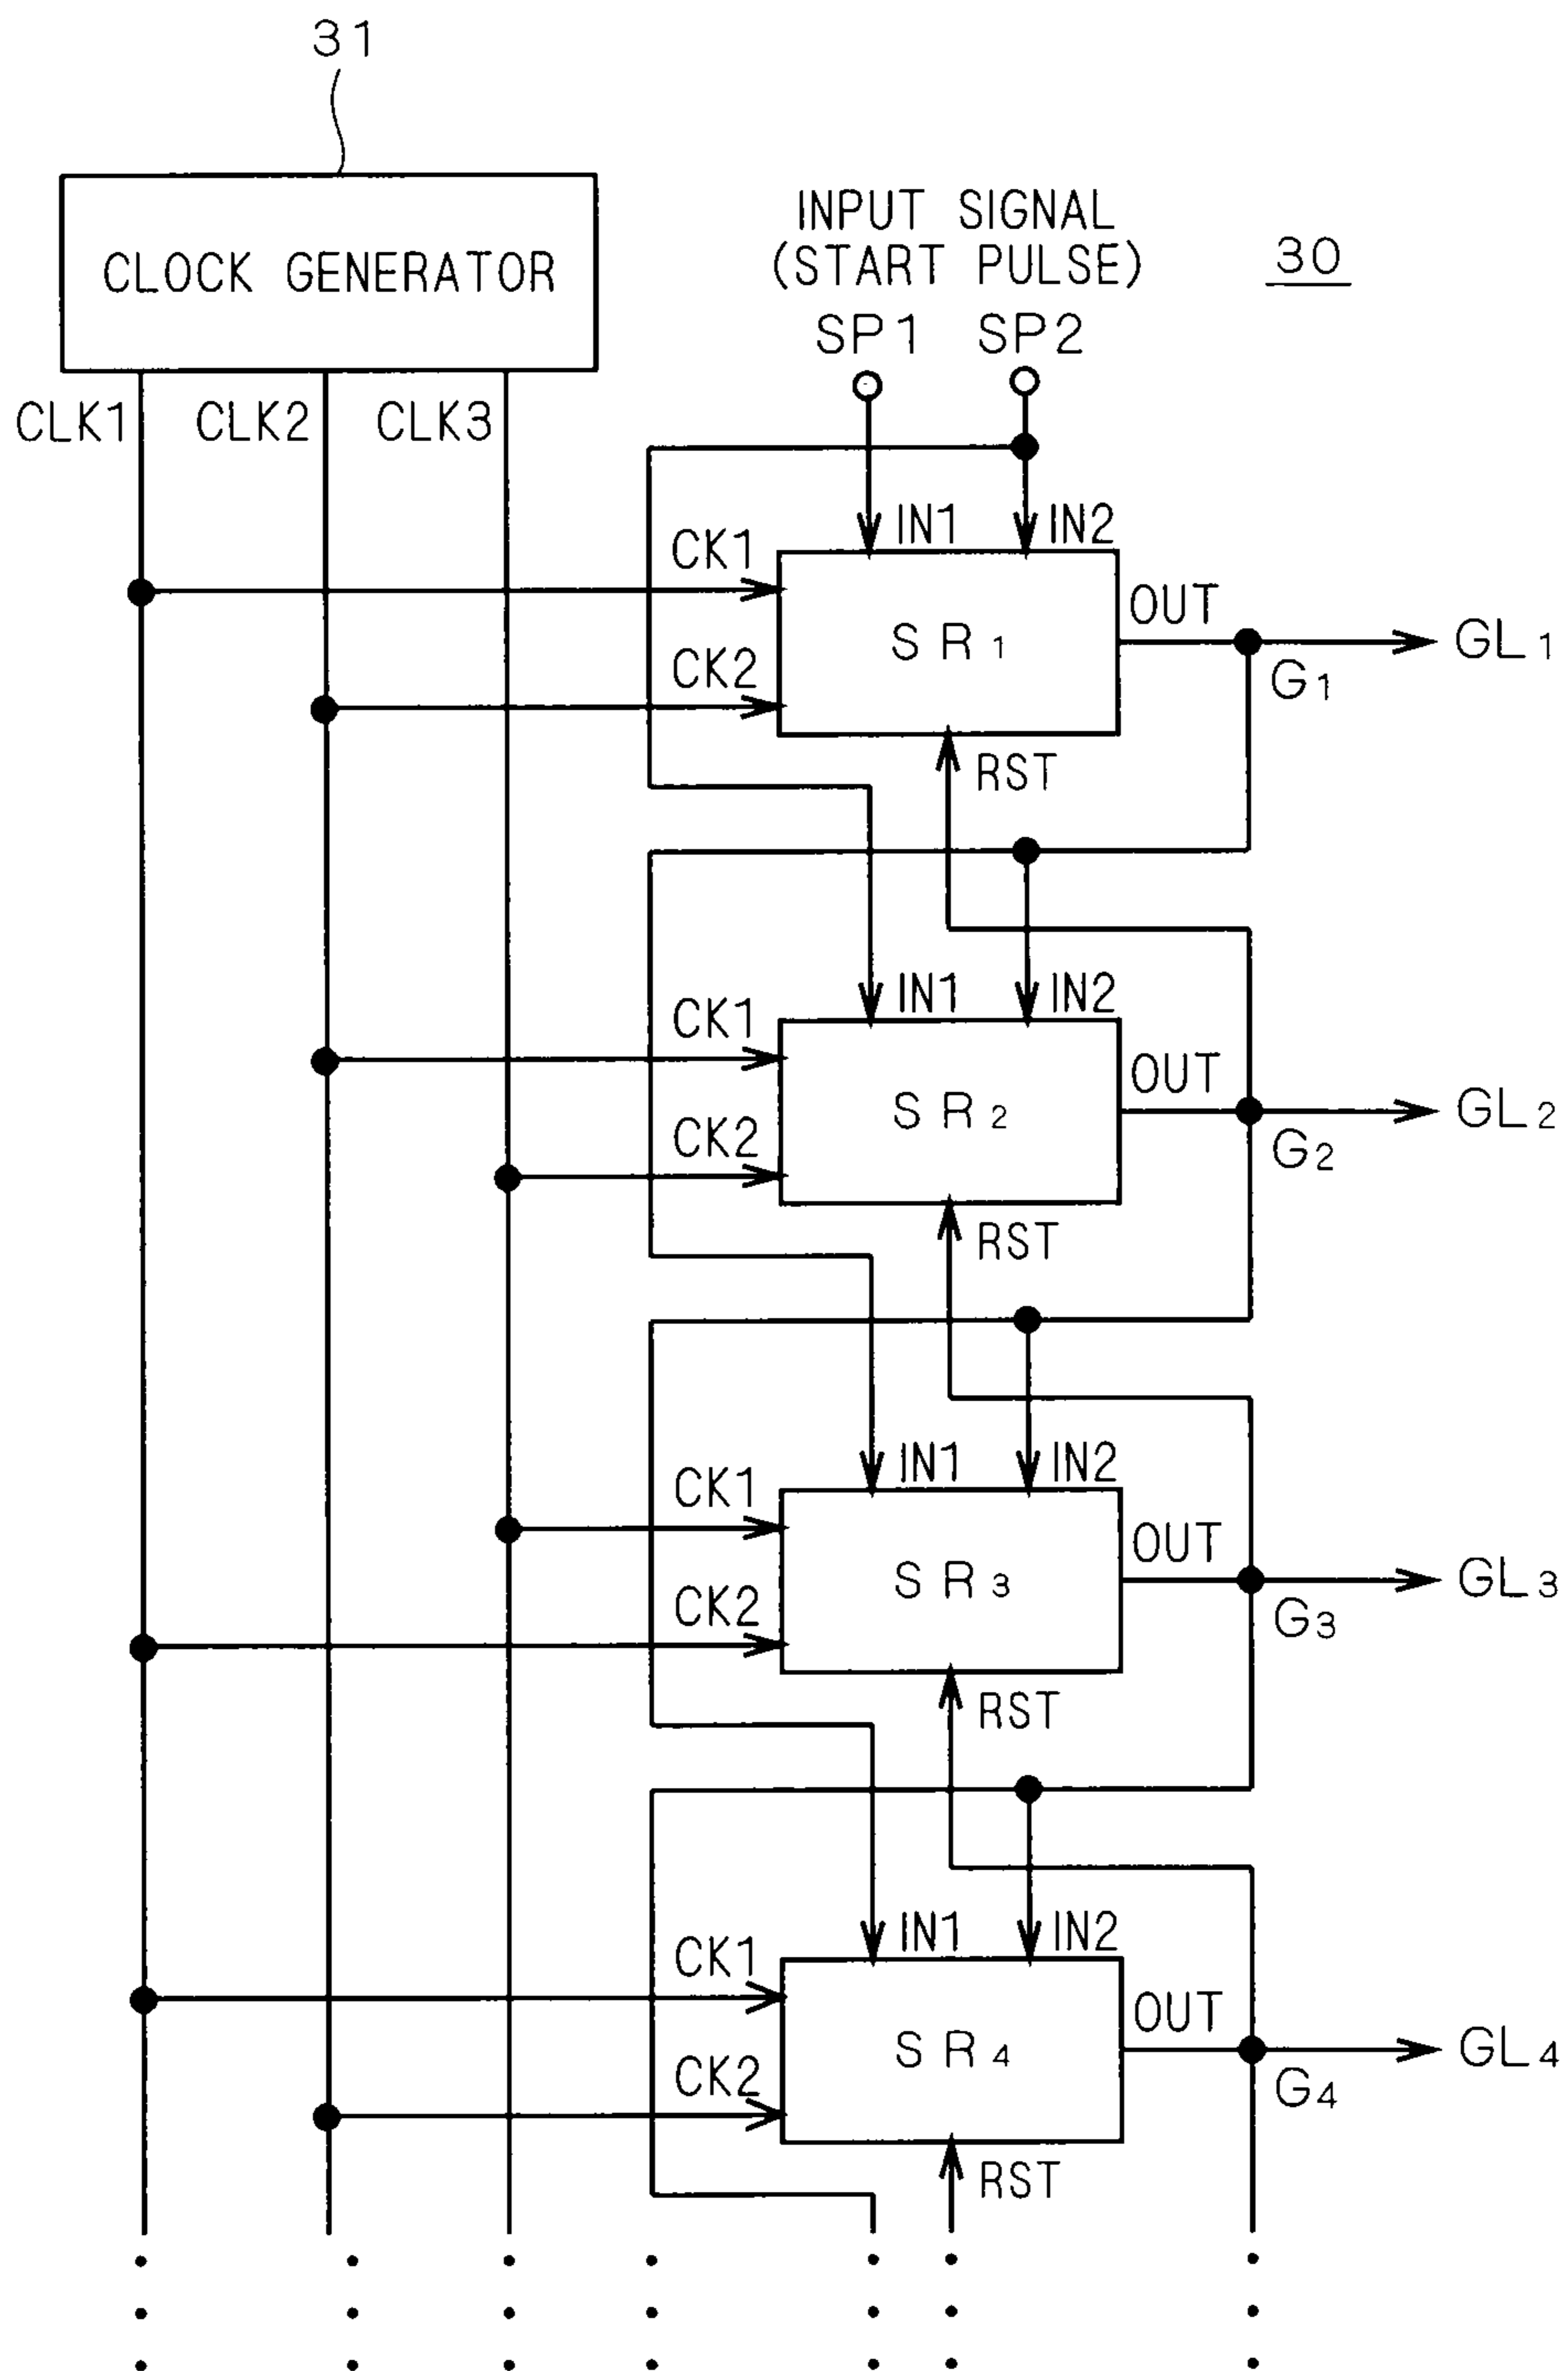 31
CLOCK GENERATOR
INPUT SIGNAL
(START PULSE)
30
SP1 SP2
CLK1 CLK2 CLK3
IN1 IN2
CK1
SR1
OUT
GL1
CK2
G1
RST
IN1 IN2
CK1
SR2
OUT
GL2
CK2
G2
RST
IN1 IN2
CK1
SR3
OUT
GL3
CK2
G3
RST
IN1 IN2
CK1
SR4
OUT
GL4
CK2
G4
RST